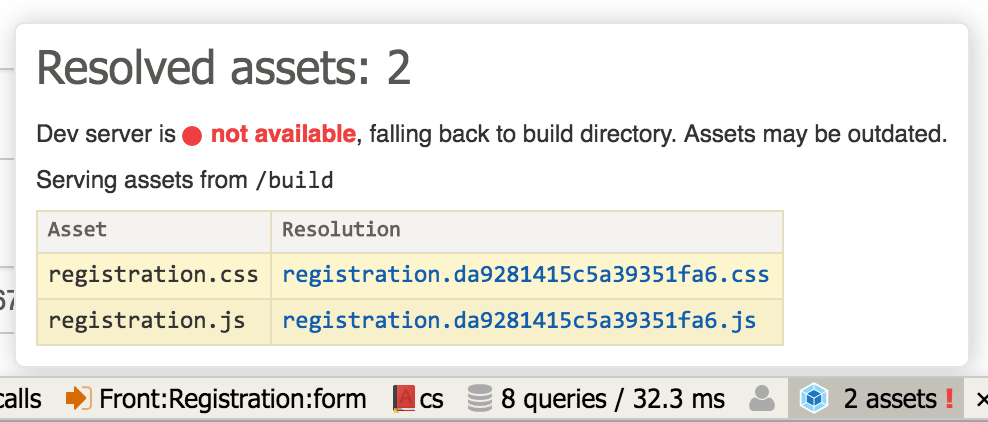 Resolved assets: 2
Dev server is not available, falling back to build directory. Assets may be outdated.
Serving assets from /build
Asset Resolution
registration.css registration.da9281415c5a39351fa6.css
registration.js registration.da9281415c5a39351fa6.js
67
calls Front:Registration:form cs 8 queries / 32.3 ms 2 assets ! ×